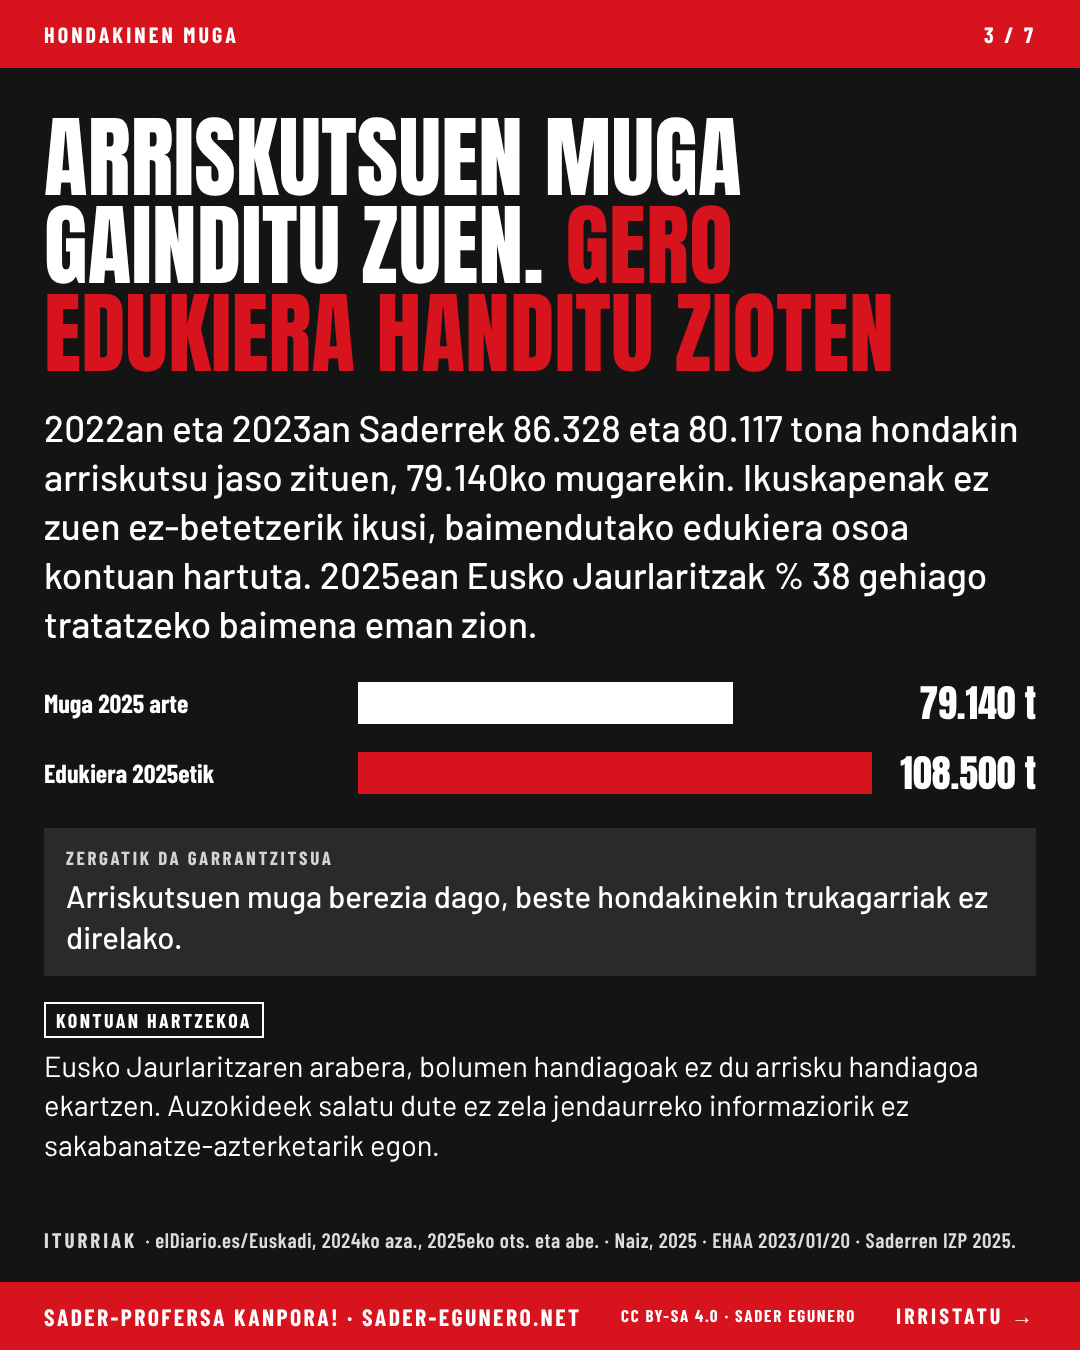 HONDAKINEN MUGA
3 / 7
ARRISKUTSUEN MUGA
GAINDITU ZUEN. GERO
EDUKIERA HANDITU ZIOTEN
2022an eta 2023an Saderrek 86.328 eta 80.117 tona hondakin
arriskutsu jaso zituen, 79.140ko mugarekin. Ikuskapenak ez
zuen ez-betetzerik ikusi, baimendutako edukiera osoa
kontuan hartuta. 2025ean Eusko Jaurlaritzak % 38 gehiago
tratatzeko baimena eman zion.
Muga 2025 arte
79.140 t
Edukiera 2025etik
108.500 t
ZERGATIK DA GARRANTZITSUA
Arriskutsuen muga berezia dago, beste hondakinekin trukagarriak ez
direlako.
KONTUAN HARTZEKOA
Eusko Jaurlaritzaren arabera, bolumen handiagoak ez du arrisku handiagoa
ekartzen. Auzokideek salatu dute ez zela jendaurreko informaziorik ez
sakabanatze-azterketarik egon.
ITURRIAK · elDiario.es/Euskadi, 2024ko aza., 2025eko ots. eta abe. · Naiz, 2025 · EHAA 2023/01/20 · Saderren IZP 2025.
SADER-PROFERSA KANPORA! · SADER-EGUNERO.NET
CC BY-SA 4.0 · SADER EGUNERO
IRRISTATU →